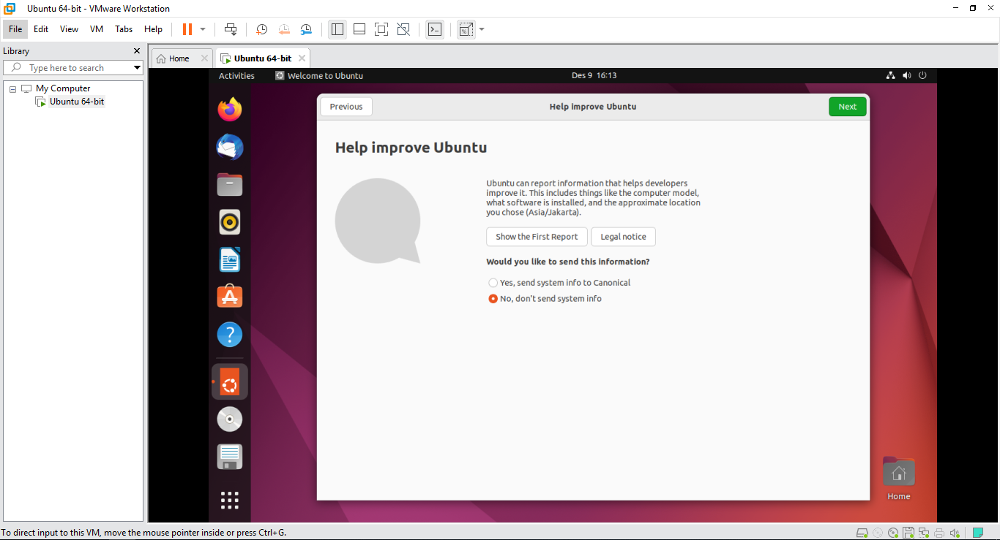 Ubuntu 64-bit - VMware Workstation
File Edit View VM Tabs Help
Library
Type here to search
My Computer
Ubuntu 64-bit
Home
Ubuntu 64-bit
Activities
Welcome to Ubuntu
Des 9 16:13
Previous
Help improve Ubuntu
Next
Help improve Ubuntu
Ubuntu can report information that helps developers
improve it. This includes things like the computer model,
what software is installed, and the approximate location
you chose (Asia/Jakarta).
Show the First Report
Legal notice
Would you like to send this information?
Yes, send system info to Canonical
No, don't send system info
Home
To direct input to this VM, move the mouse pointer inside or press Ctrl+G.